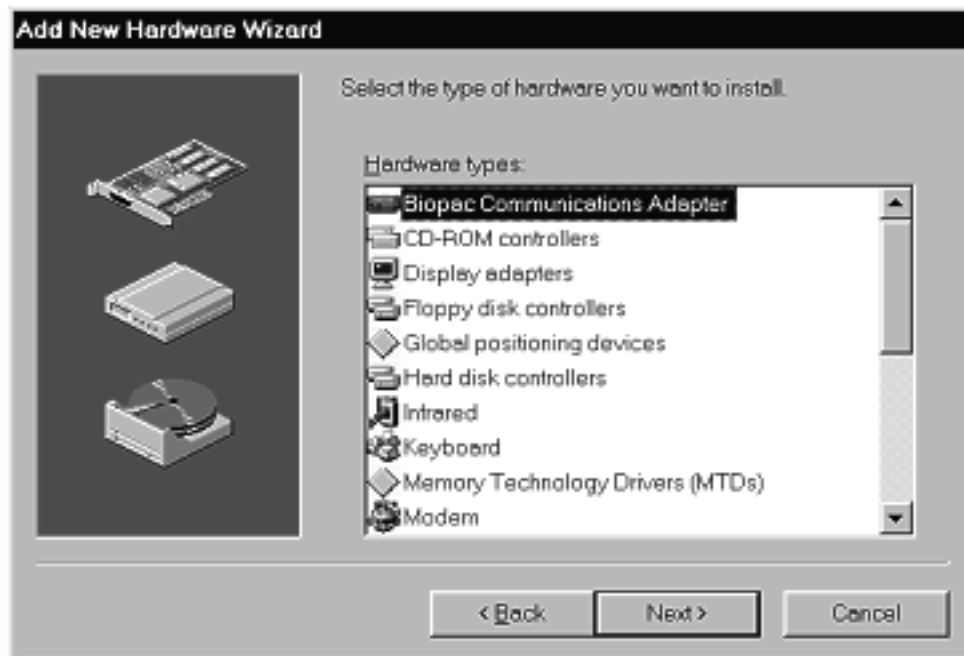 Add New Hardware Wizard
Select the type of hardware you want to install.
Hardware types:
Biopac Communications Adapter
CD-ROM controllers
Display adapters
Floppy disk controllers
Global positioning devices
Hard disk controllers
Infrared
Keyboard
Memory Technology Drivers (MTDs)
Modem
< Back Next > Cancel